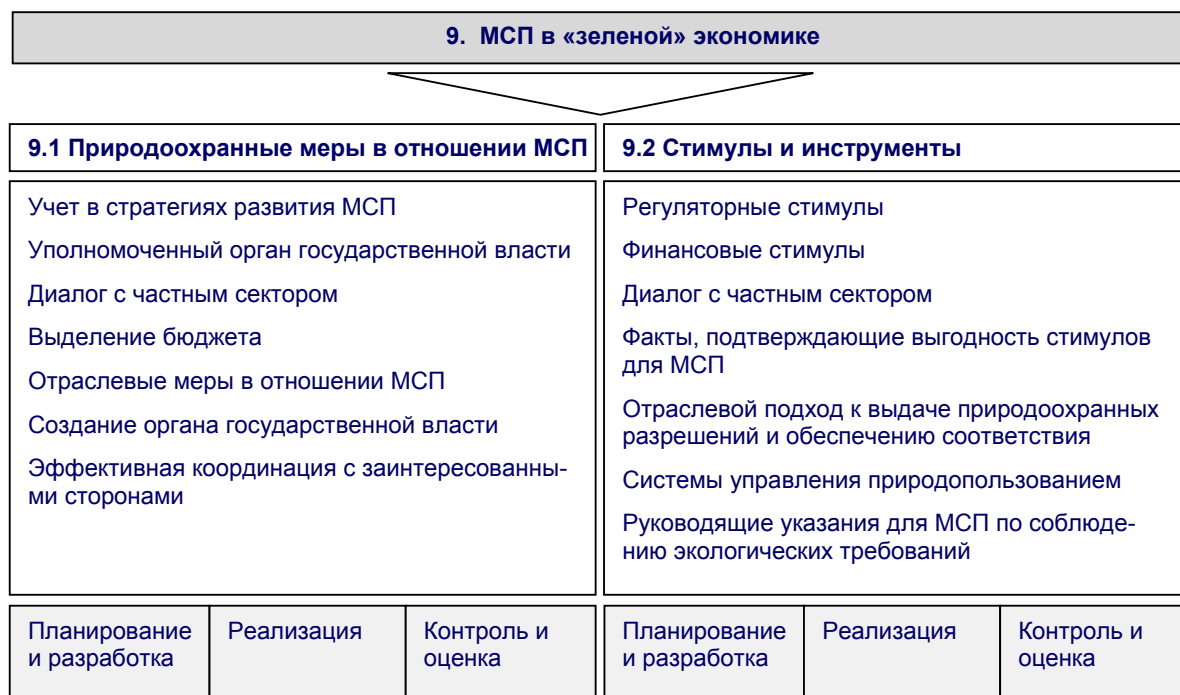 9. МСП в «зеленой» экономике
9.1 Природоохранные меры в отношении МСП
Учет в стратегиях развития МСП
Уполномоченный орган государственной власти
Диалог с частным сектором
Выделение бюджета
Отраслевые меры в отношении МСП
Создание органа государственной власти
Эффективная координация с заинтересованны-
ми сторонами
Планирование
и разработка
Реализация
Контроль и
оценка
9.2 Стимулы и инструменты
Регуляторные стимулы
Финансовые стимулы
Диалог с частным сектором
Факты, подтверждающие выгодность стимулов
для МСП
Отраслевой подход к выдаче природоохранных
разрешений и обеспечению соответствия
Системы управления природопользованием
Руководящие указания для МСП по соблюде-
нию экологических требований
Планирование
и разработка
Реализация
Контроль и
оценка